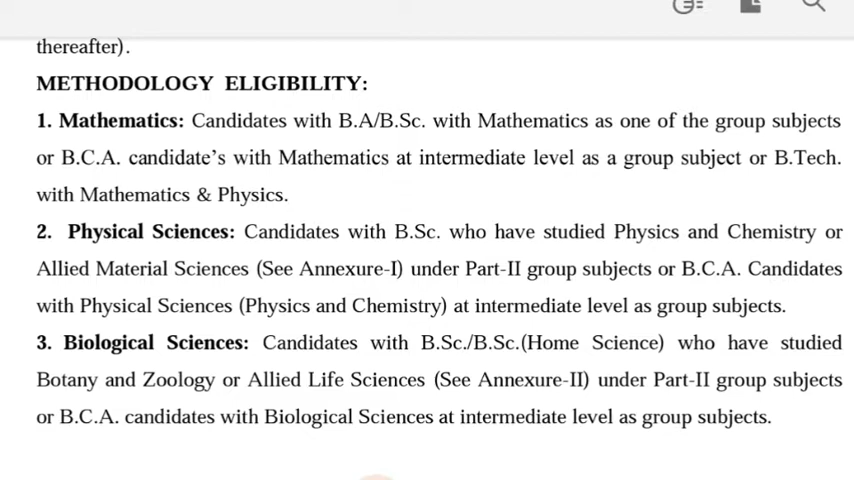 thereafter).
METHODOLOGY ELIGIBILITY:
1. Mathematics: Candidates with B.A/B.Sc. with Mathematics as one of the group subjects
or B.C.A. candidate's with Mathematics at intermediate level as a group subject or B.Tech.
with Mathematics & Physics.
2. Physical Sciences: Candidates with B.Sc. who have studied Physics and Chemistry or
Allied Material Sciences (See Annexure-I) under Part-II group subjects or B.C.A. Candidates
with Physical Sciences (Physics and Chemistry) at intermediate level as group subjects.
3. Biological Sciences: Candidates with B.Sc./B.Sc.(Home Science) who have studied
Botany and Zoology or Allied Life Sciences (See Annexure-II) under Part-II group subjects
or B.C.A. candidates with Biological Sciences at intermediate level as group subjects.